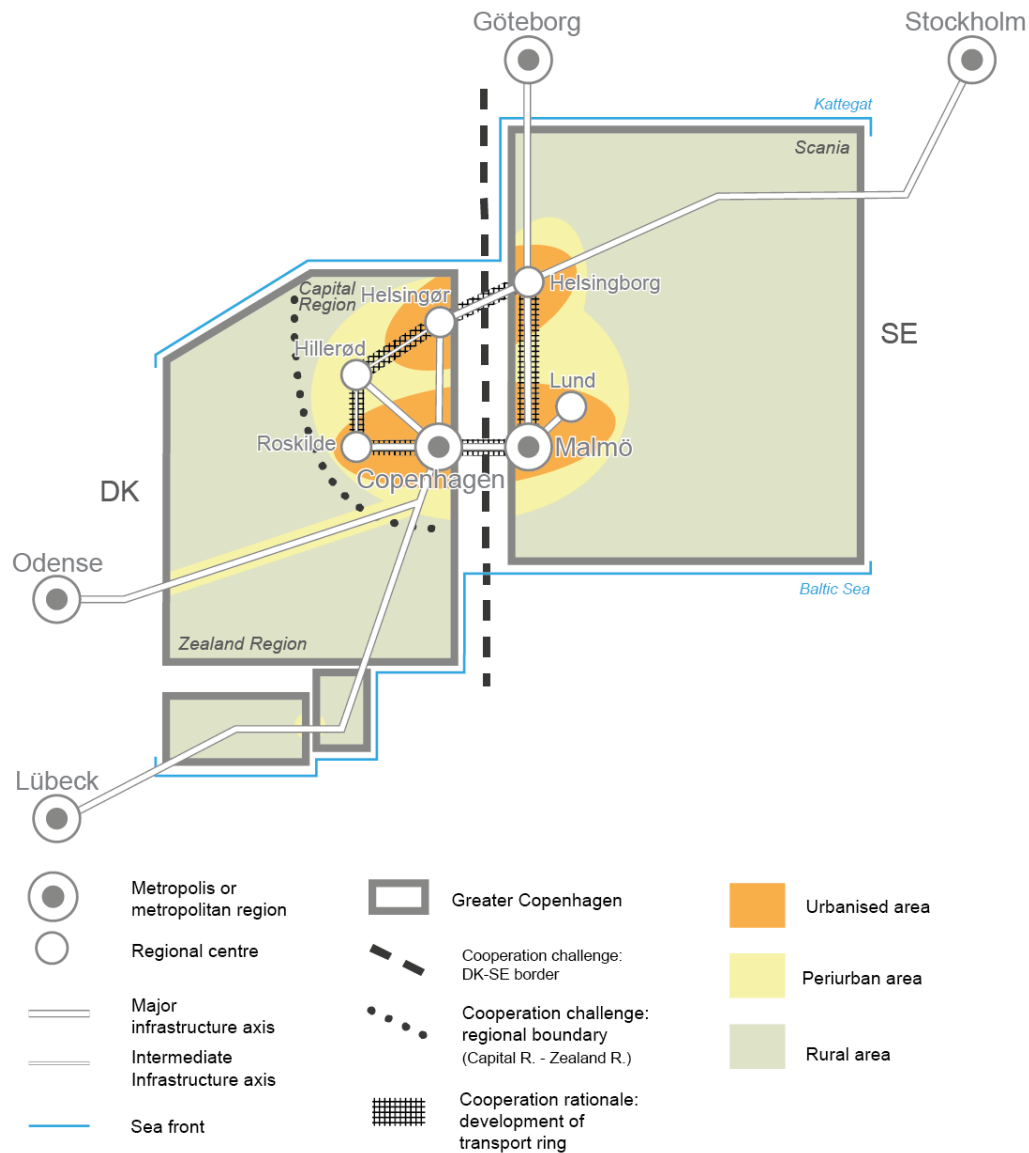 Göteborg
Stockholm
Kattegat
Scania
Capital
Region
Helsingør
Helsingborg
SE
Hillerød
Lund
Roskilde
Malmö
Copenhagen
DK
Odense
Baltic Sea
Zealand Region
Lübeck
Metropolis or
metropolitan region
Regional centre
Major
infrastructure axis
Intermediate
Infrastructure axis
Sea front
Greater Copenhagen
Cooperation challenge:
DK-SE border
Cooperation challenge:
regional boundary
(Capital R. - Zealand R.)
Cooperation rationale:
development of
transport ring
Urbanised area
Periurban area
Rural area